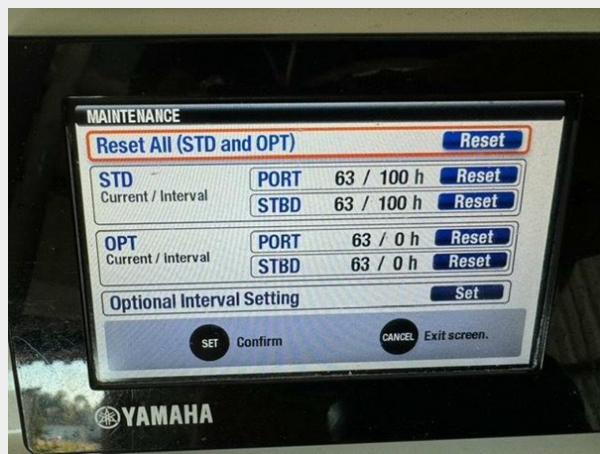 MAINTENANCE
Reset All (STD and OPT) Reset
STD PORT 63 / 100 h Reset
Current / Interval STBD 63 / 100 h Reset
OPT PORT 63 / 0 h Reset
Current / interval STBD 63 / 0 h Reset
Optional Interval Setting Set
SET Confirm CANCEL Exit screen.
YAMAHA